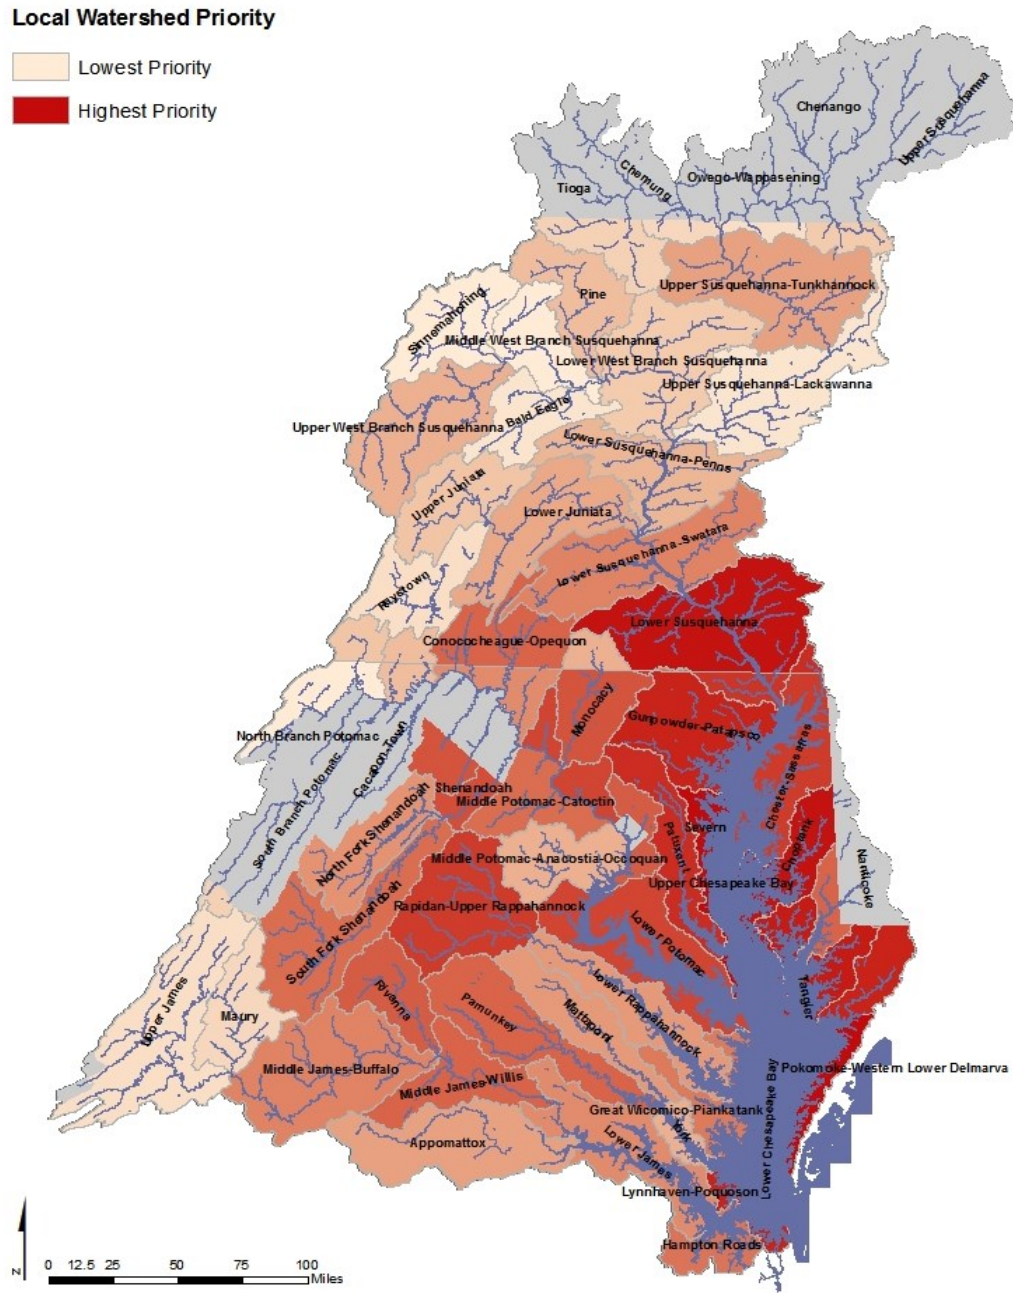 Local Watershed Priority
Lowest Priority
Highest Priority
Chenango
Upper Susquehanna
Tioga
Chemung
Owego-Wappasening
Upper Susquehanna-Tunkhannock
Pine
Sinnemahoning
Middle West Branch Susquehanna
Lower West Branch Susquehanna
Upper Susquehanna-Lackawanna
Bald Eagle
Upper West Branch Susquehanna
Lower Susquehanna-Penns
Upper Juniata
Lower Juniata
Lower Susquehanna-Swatara
Raystown
Lower Susquehanna
Conococheague-Opequon
Monocacy
Gunpowder-Patapsco
North Branch Potomac
Cacapon-Town
South Branch Potomac
Chester-Sassafras
Shenandoah
Middle Potomac-Catoctin
North Fork Shenandoah
Severn
Patuxent
Choptank
Middle Potomac-Anacostia-Occoquan
Nanticoke
Upper Chesapeake Bay
Rapidan-Upper Rappahannock
South Fork Shenandoah
Lower Potomac
Tangier
Upper James
Maury
Rivanna
Pamunkey
Mattaponi
Lower Rappahannock
Middle James-Buffalo
Pokomoke-Western Lower Delmarva
Middle James-Willis
Great Wicomico-Piankatank
York
Lower Chesapeake Bay
Appomattox
Lower James
Lynnhaven-Poquoson
Hampton Roads
N
0 12.5 25 50 75 100
Miles